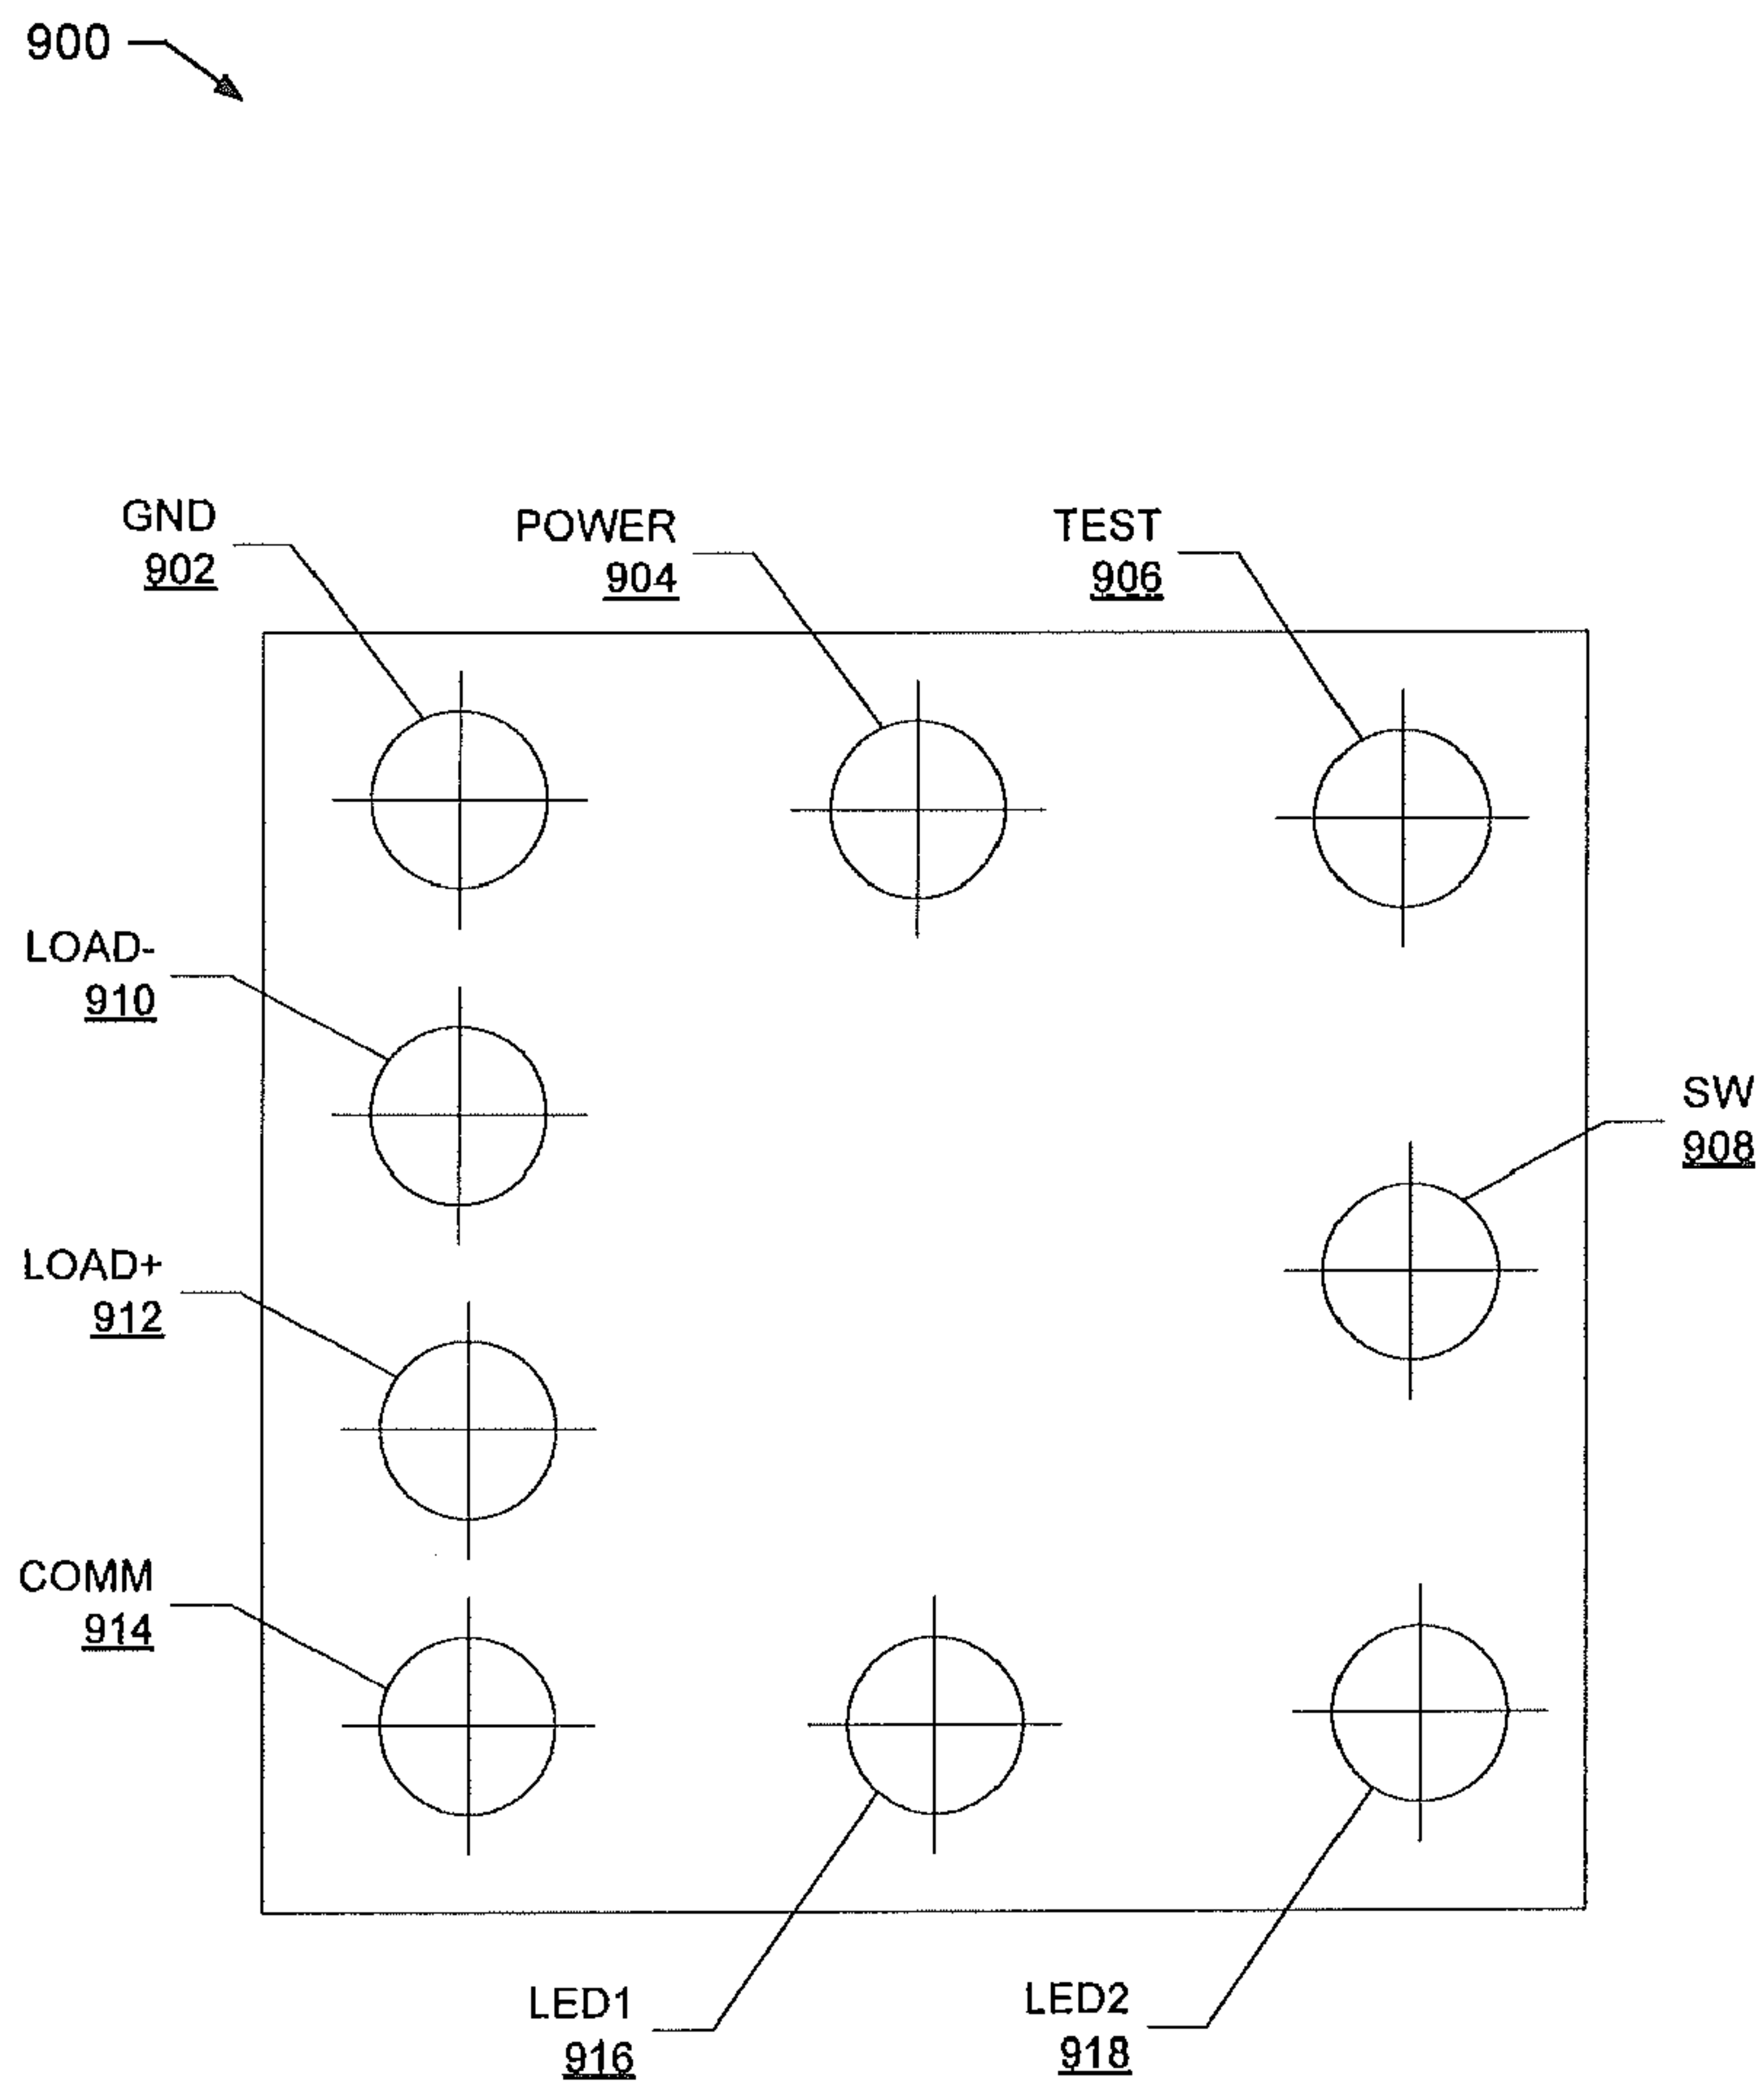 900
GND
902
POWER
904
TEST
906
LOAD-
910
SW
908
LOAD+
912
COMM
914
LED1
916
LED2
918